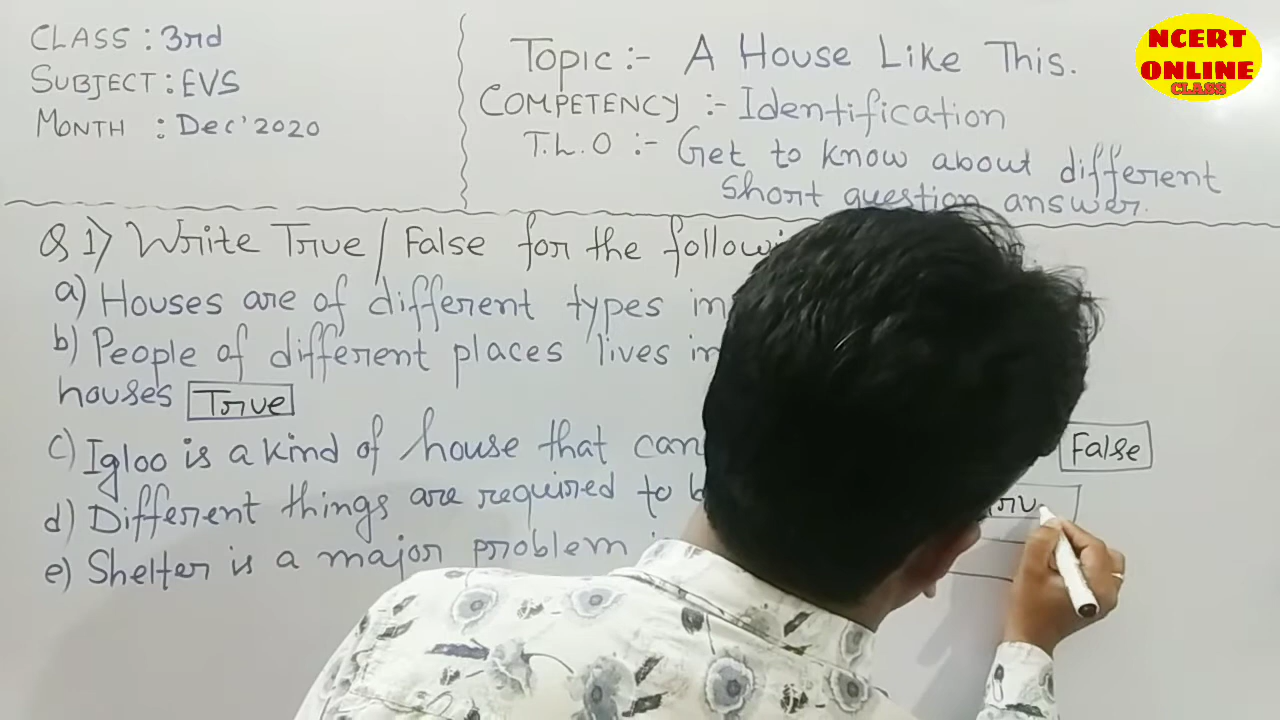 CLASS : 3rd
SUBJECT : EVS
MONTH : Dec' 2020
TOPIC :- A House Like This.
COMPETENCY :- Identification
T.L.O :- Get to know about different
short question answer.
NCERT
ONLINE
CLASS
Q 1) Write True / False for the
a) Houses are of different types in
b) People of different places lives in
houses True
c) Igloo is a kind of house that can
False
d) Different things are required to
e) Shelter is a major problem